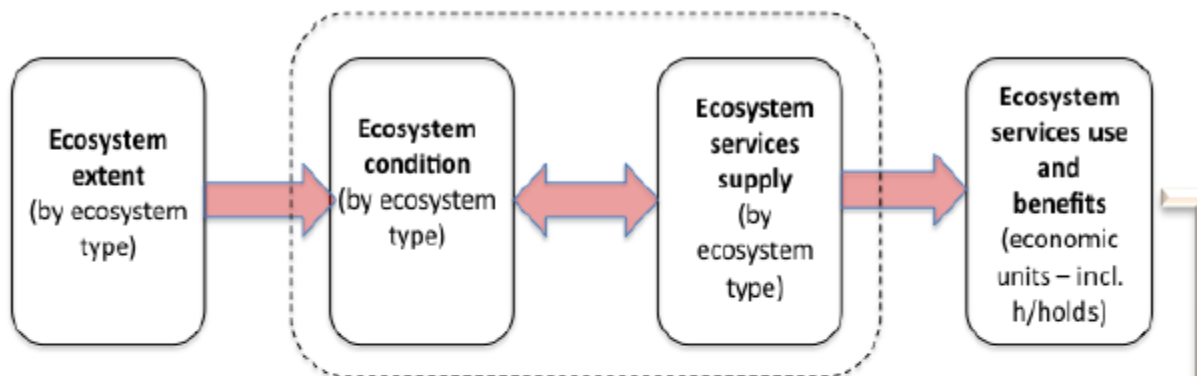 Ecosystem
extent
(by ecosystem
type)
Ecosystem
condition
(by ecosystem
type)
Ecosystem
services
supply
(by
ecosystem
type)
Ecosystem
services use
and
benefits
(economic
units – incl.
h/holds)